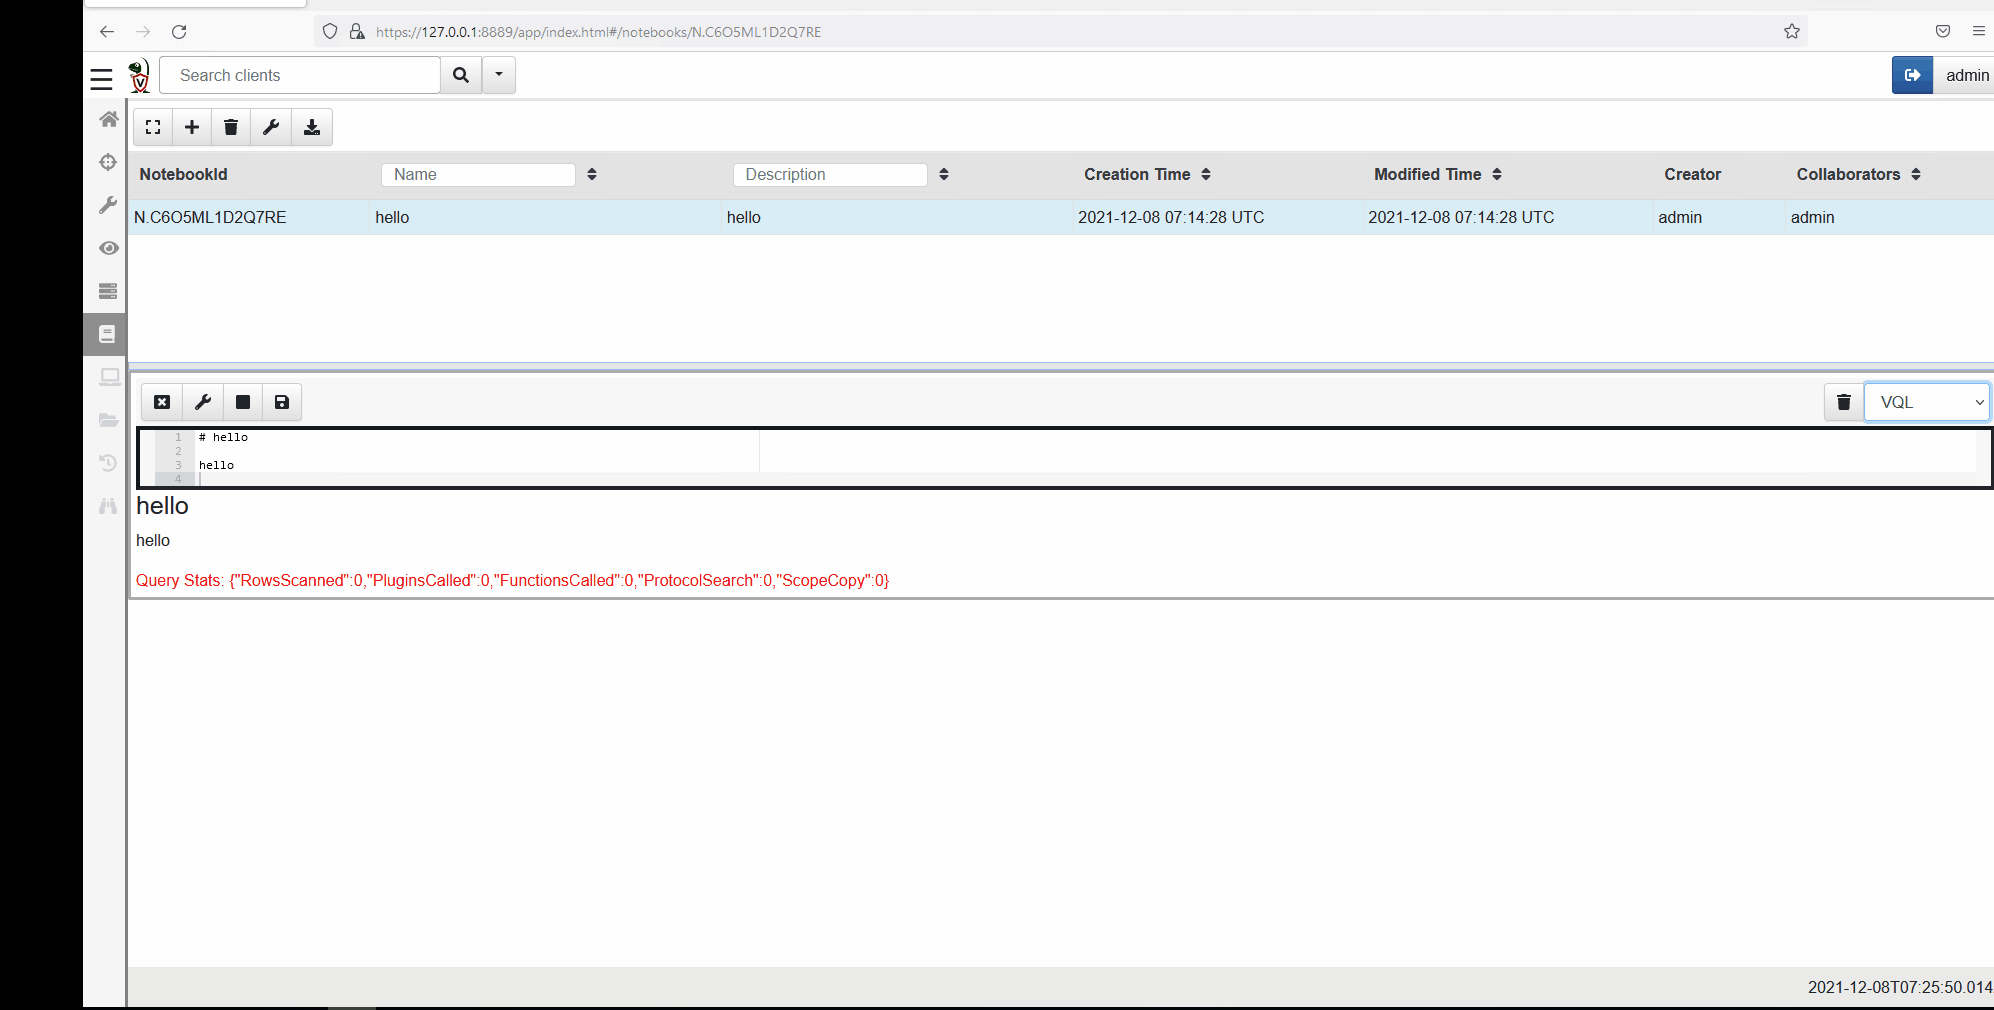 https://127.0.0.1:8889/app/index.html#/notebooks/N.C6O5ML1D2Q7RE
V Search clients admin
NotebookId Name Description Creation Time Modified Time Creator Collaborators
N.C6O5ML1D2Q7RE hello hello 2021-12-08 07:14:28 UTC 2021-12-08 07:14:28 UTC admin admin
VQL
1 # hello
2
3 hello
4
hello
hello
Query Stats: {"RowsScanned":0,"PluginsCalled":0,"FunctionsCalled":0,"ProtocolSearch":0,"ScopeCopy":0}
2021-12-08T07:25:50.014